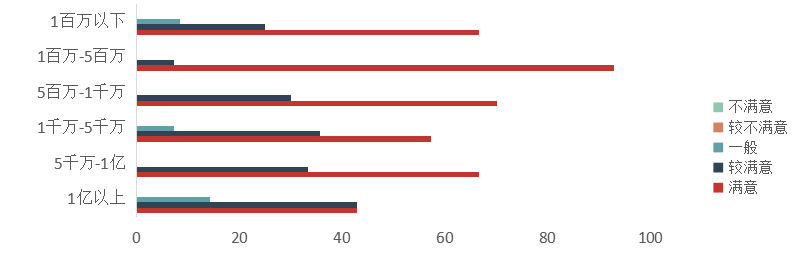 1百万以下
1百万-5百万
5百万-1千万
1千万-5千万
5千万-1亿
1亿以上
0 20 40 60 80 100
不满意
较不满意
一般
较满意
满意